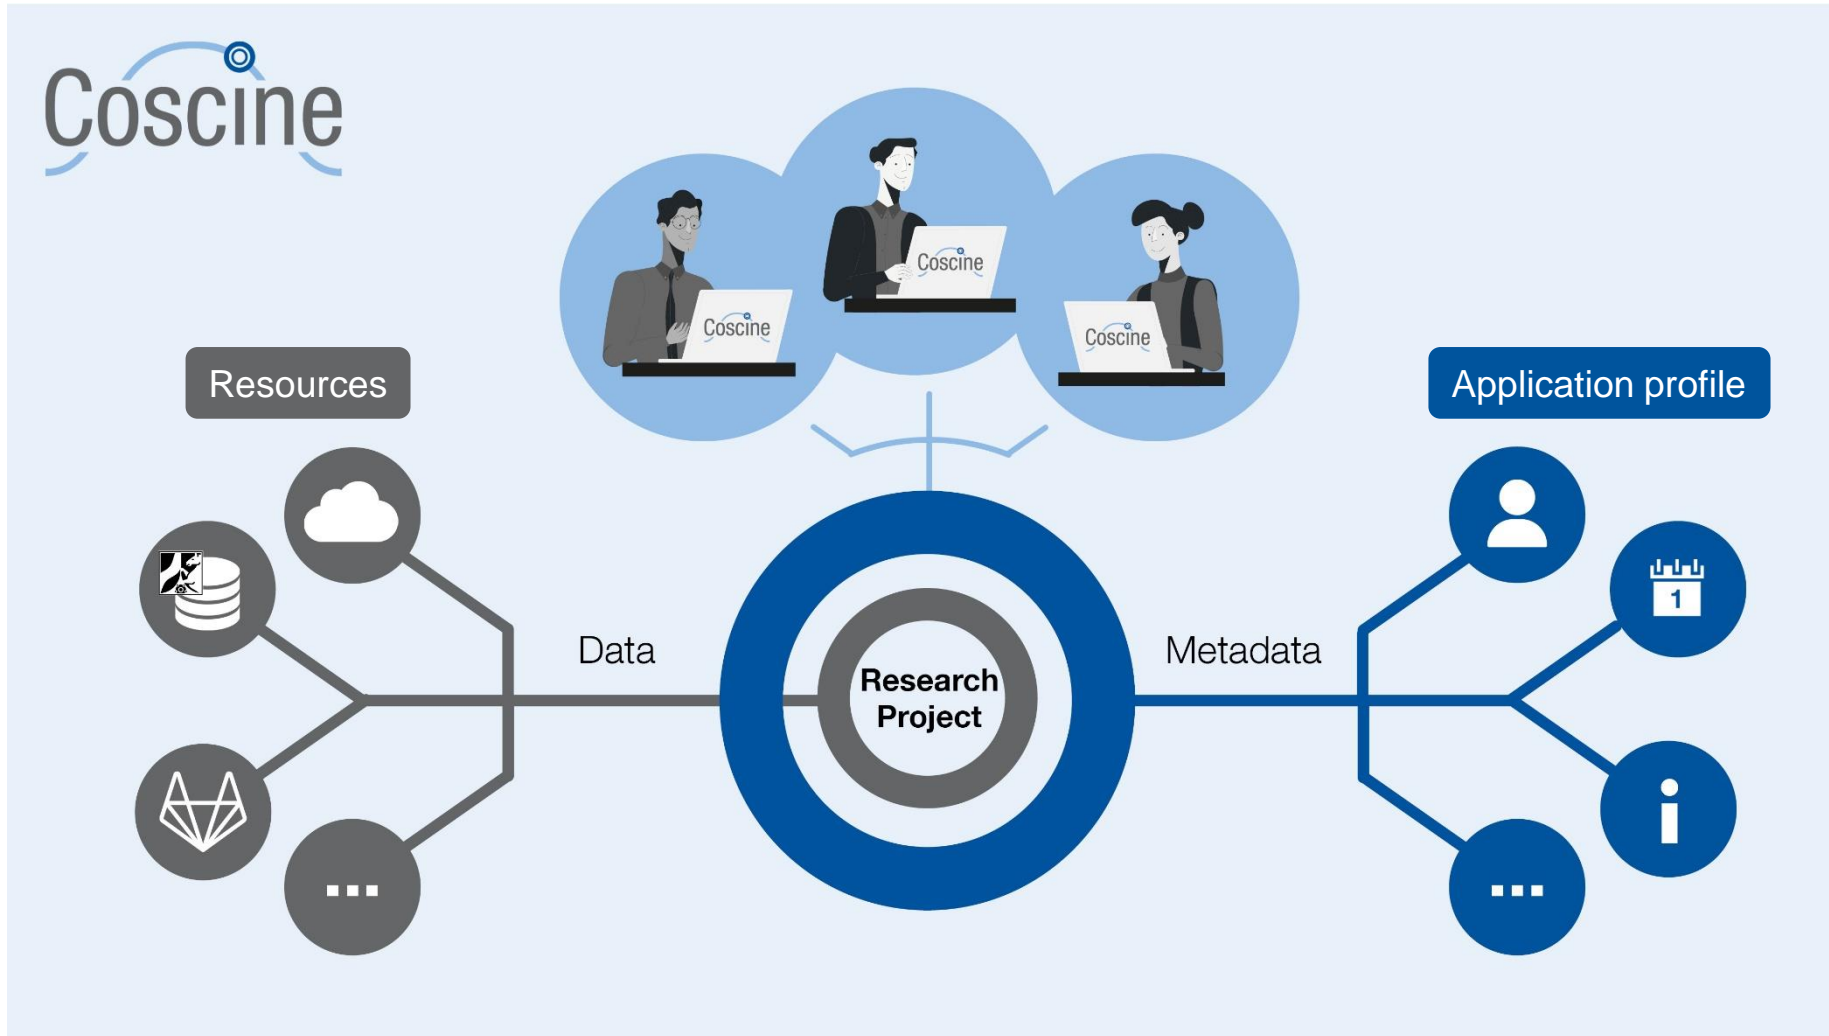 Coscine
Coscine
Coscine
Coscine
Resources
Application profile
1
Data
Metadata
Research
Project